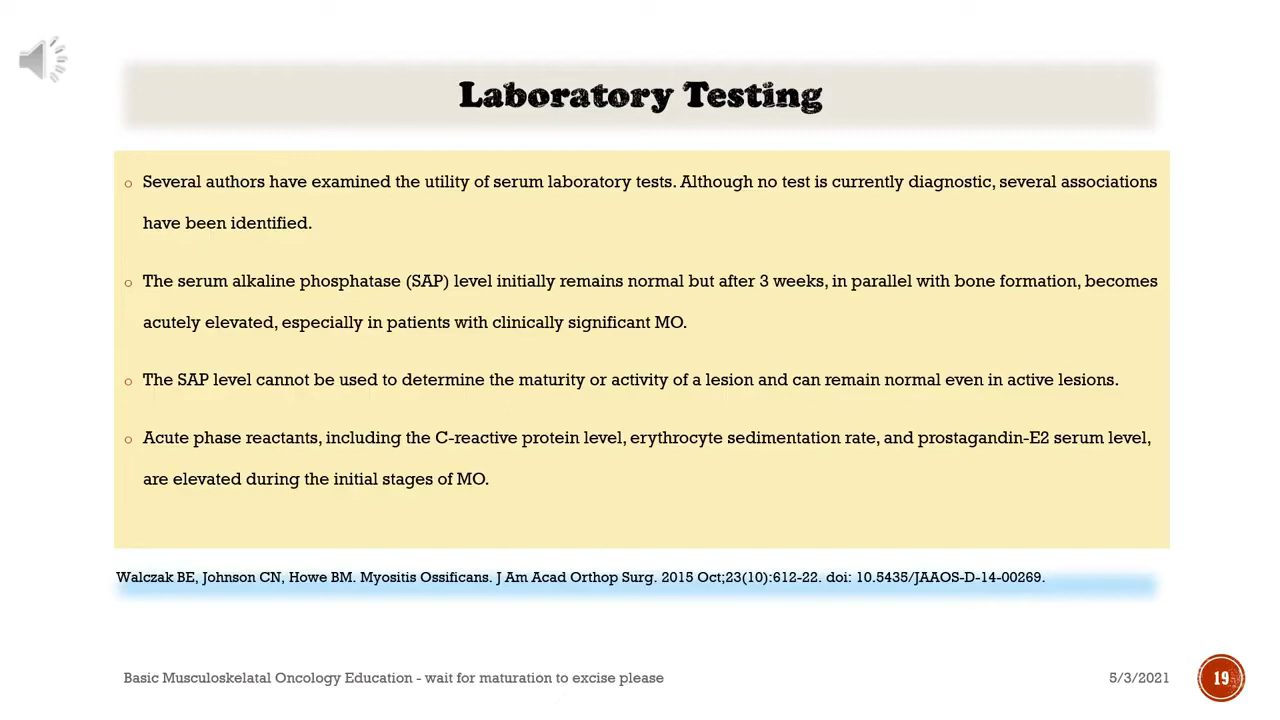 Laboratory Testing
o Several authors have examined the utility of serum laboratory tests. Although no test is currently diagnostic, several associations
have been identified.
o The serum alkaline phosphatase (SAP) level initially remains normal but after 3 weeks, in parallel with bone formation, becomes
acutely elevated, especially in patients with clinically significant MO.
o The SAP level cannot be used to determine the maturity or activity of a lesion and can remain normal even in active lesions.
o Acute phase reactants, including the C-reactive protein level, erythrocyte sedimentation rate, and prostagandin-E2 serum level,
are elevated during the initial stages of MO.
Walczak BE, Johnson CN, Howe BM. Myositis Ossificans. J Am Acad Orthop Surg. 2015 Oct;23(10):612-22. doi: 10.5435/JAAOS-D-14-00269.
Basic Musculoskelatal Oncology Education - wait for maturation to excise please
5/3/2021
19